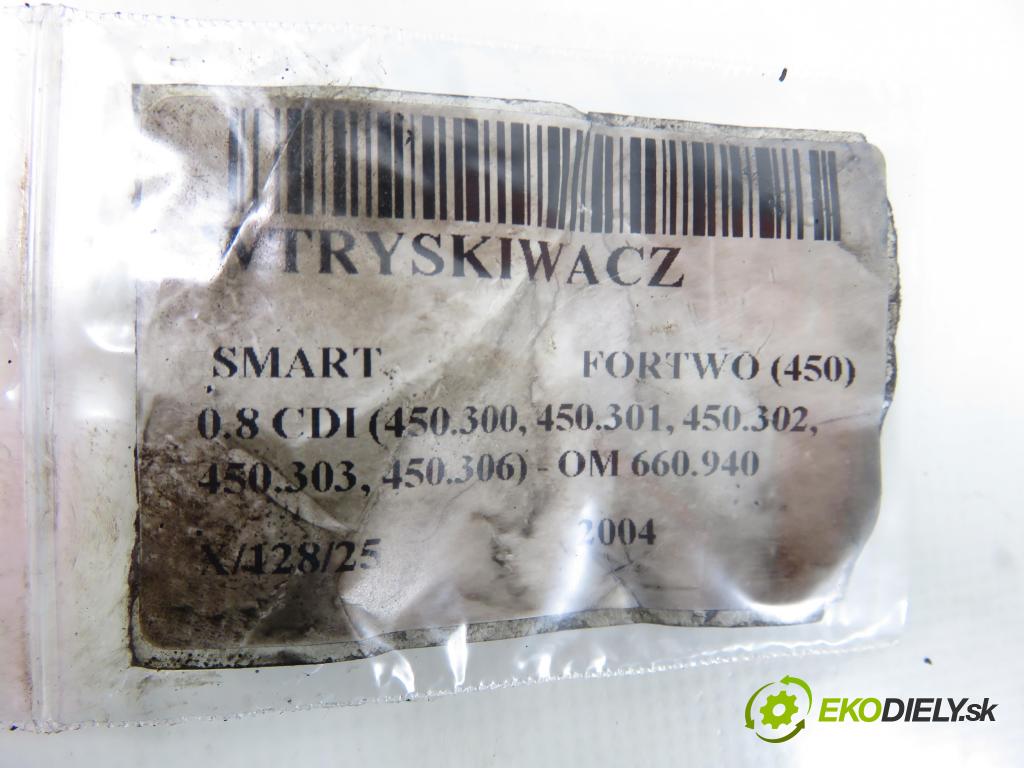 WTRYSKIWACZ
SMART FORTWO (450)
0.8 CDI (450.300, 450.301, 450.302,
450.303, 450.306) - OM 660.940
X/128/25 2004
EKODIELY.sk